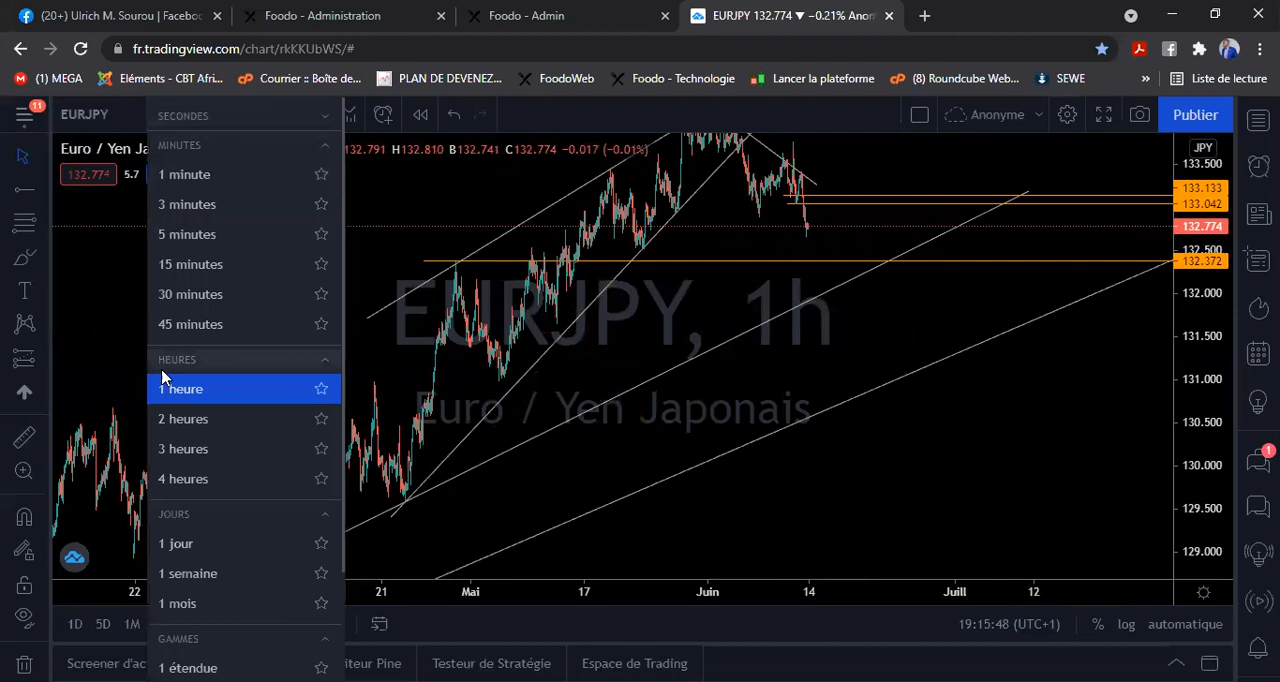 (20+) Ulrich M. Sourou | Faceboo
Foodo - Administration
Foodo - Admin
EURJPY 132.774 ▼ −0.21% Anon
fr.tradingview.com/chart/rkKKUbWS/#
(1) MEGA
Eléments - CBT Afri...
Courrier :: Boîte de...
PLAN DE DEVENEZ...
FoodoWeb
Foodo - Technologie
Lancer la plateforme
(8) Roundcube Web...
SEWE
»
Liste de lecture
11
EURJPY
Anonyme
Publier
Euro / Yen Ja
132.791 H132.810 B132.741 C132.774 −0.017 (−0.01%)
132.774
5.7
SECONDES
MINUTES
1 minute
3 minutes
5 minutes
15 minutes
30 minutes
45 minutes
HEURES
1 heure
2 heures
3 heures
4 heures
JOURS
1 jour
1 semaine
1 mois
GAMMES
1 étendue
EURJPY, 1h
Euro / Yen Japonais
JPY
133.500
133.133
133.042
132.774
132.500
132.372
132.000
131.500
131.000
130.500
130.000
129.500
129.000
1
22
21
Mai
17
Juin
14
Juill
12
1D
5D
1M
19:15:48 (UTC+1)
%
log
automatique
Screener d'ac
iteur Pine
Testeur de Stratégie
Espace de Trading